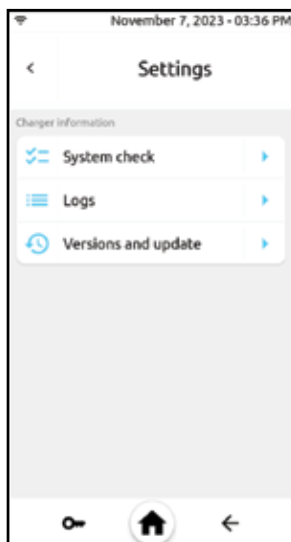 November 7, 2023 - 03:36 PM
Settings
Charger information
System check
Logs
Versions and update